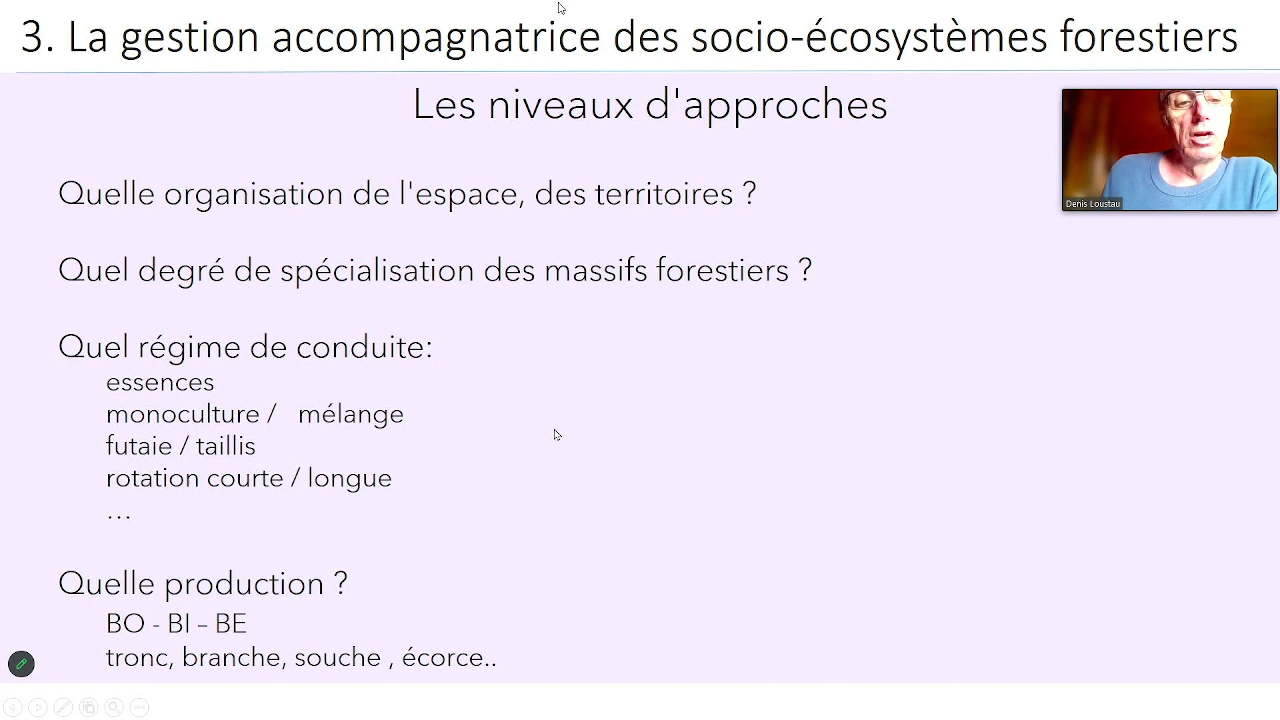 3. La gestion accompagnatrice des socio-écosystèmes forestiers
Les niveaux d'approches
Denis Loustau
Quelle organisation de l'espace, des territoires ?
Quel degré de spécialisation des massifs forestiers ?
Quel régime de conduite:
essences
monoculture / mélange
futaie / taillis
rotation courte / longue
...
Quelle production ?
BO - BI – BE
tronc, branche, souche , écorce..